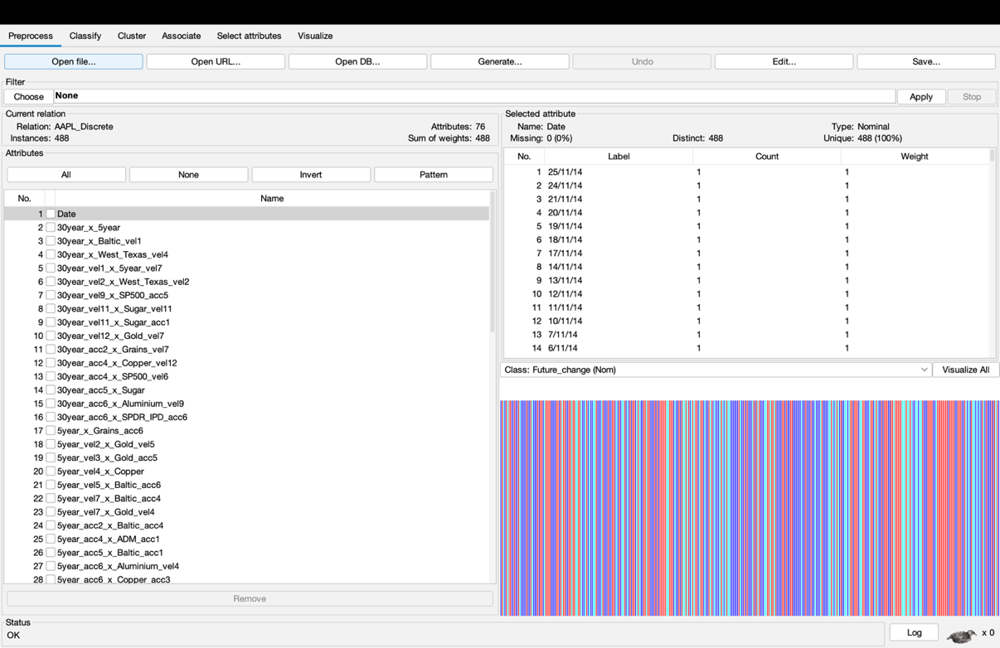 Preprocess Classify Cluster Associate Select attributes Visualize
Open file... Open URL... Open DB... Generate... Undo Edit... Save...
Filter
Choose None Apply Stop
Current relation
Relation: AAPL_Discrete Attributes: 76
Instances: 488 Sum of weights: 488
Attributes
All None Invert Pattern
No. Name
1 Date
2 30year_x_5year
3 30year_x_Baltic_vel1
4 30year_x_West_Texas_vel4
5 30year_vel1_x_5year_vel7
6 30year_vel2_x_West_Texas_vel2
7 30year_vel9_x_SP500_acc5
8 30year_vel11_x_Sugar_vel11
9 30year_vel11_x_Sugar_acc1
10 30year_vel12_x_Gold_vel7
11 30year_acc2_x_Grains_vel7
12 30year_acc4_x_Copper_vel12
13 30year_acc4_x_SP500_vel6
14 30year_acc5_x_Sugar
15 30year_acc6_x_Aluminium_vel9
16 30year_acc6_x_SPDR_IPD_acc6
17 5year_x_Grains_acc6
18 5year_vel2_x_Gold_vel5
19 5year_vel3_x_Gold_acc5
20 5year_vel4_x_Copper
21 5year_vel5_x_Baltic_acc6
22 5year_vel7_x_Baltic_acc4
23 5year_vel7_x_Gold_vel4
24 5year_acc2_x_Baltic_acc4
25 5year_acc4_x_ADM_acc1
26 5year_acc5_x_Baltic_acc1
27 5year_acc6_x_Aluminium_vel4
28 5year_acc6_x_Copper_acc3
Remove
Selected attribute
Name: Date Type: Nominal
Missing: 0 (0%) Distinct: 488 Unique: 488 (100%)
No. Label Count Weight
1 25/11/14 1 1
2 24/11/14 1 1
3 21/11/14 1 1
4 20/11/14 1 1
5 19/11/14 1 1
6 18/11/14 1 1
7 17/11/14 1 1
8 14/11/14 1 1
9 13/11/14 1 1
10 12/11/14 1 1
11 11/11/14 1 1
12 10/11/14 1 1
13 7/11/14 1 1
14 6/11/14 1 1
Class: Future_change (Nom) Visualize All
Status
OK Log x 0